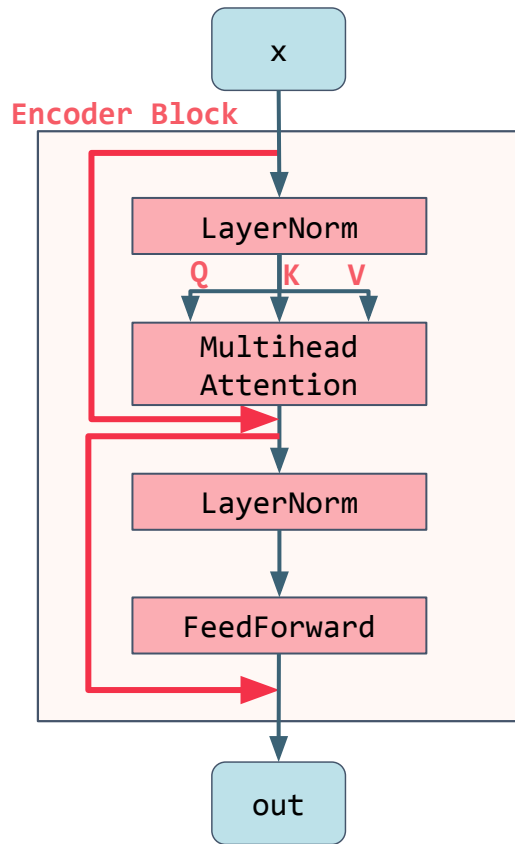 x
Encoder Block
LayerNorm
Q K V
Multihead
Attention
LayerNorm
FeedForward
out